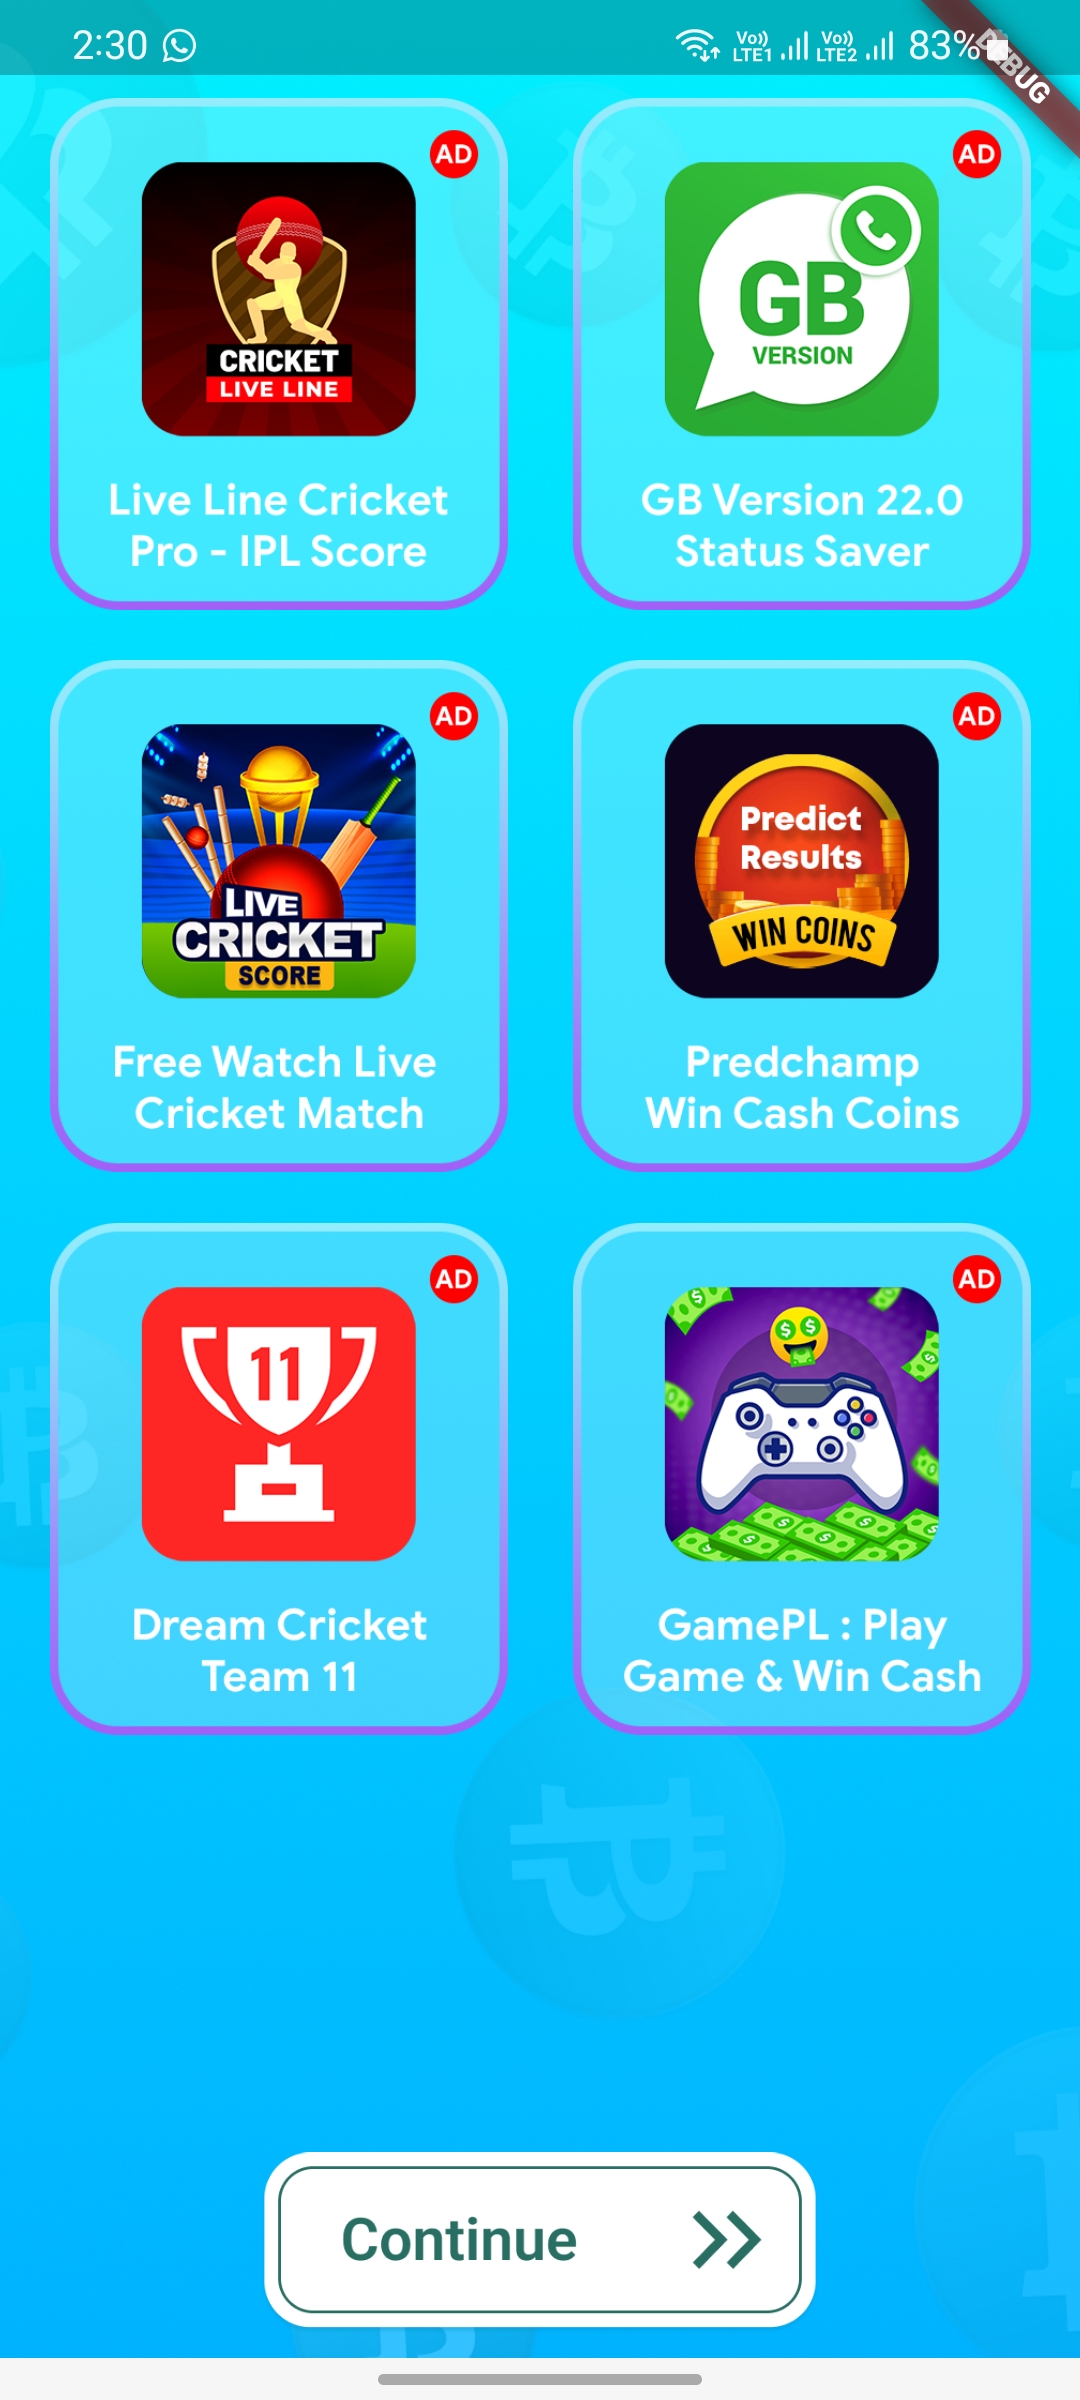 2:30
Vo)) LTE1 Vo)) LTE2 83%
DEBUG
AD
CRICKET
LIVE LINE
Live Line Cricket
Pro - IPL Score
AD
GB
VERSION
GB Version 22.0
Status Saver
AD
LIVE
CRICKET
SCORE
Free Watch Live
Cricket Match
AD
Predict
Results
WIN COINS
Predchamp
Win Cash Coins
AD
11
Dream Cricket
Team 11
AD
GamePL : Play
Game & Win Cash
Continue